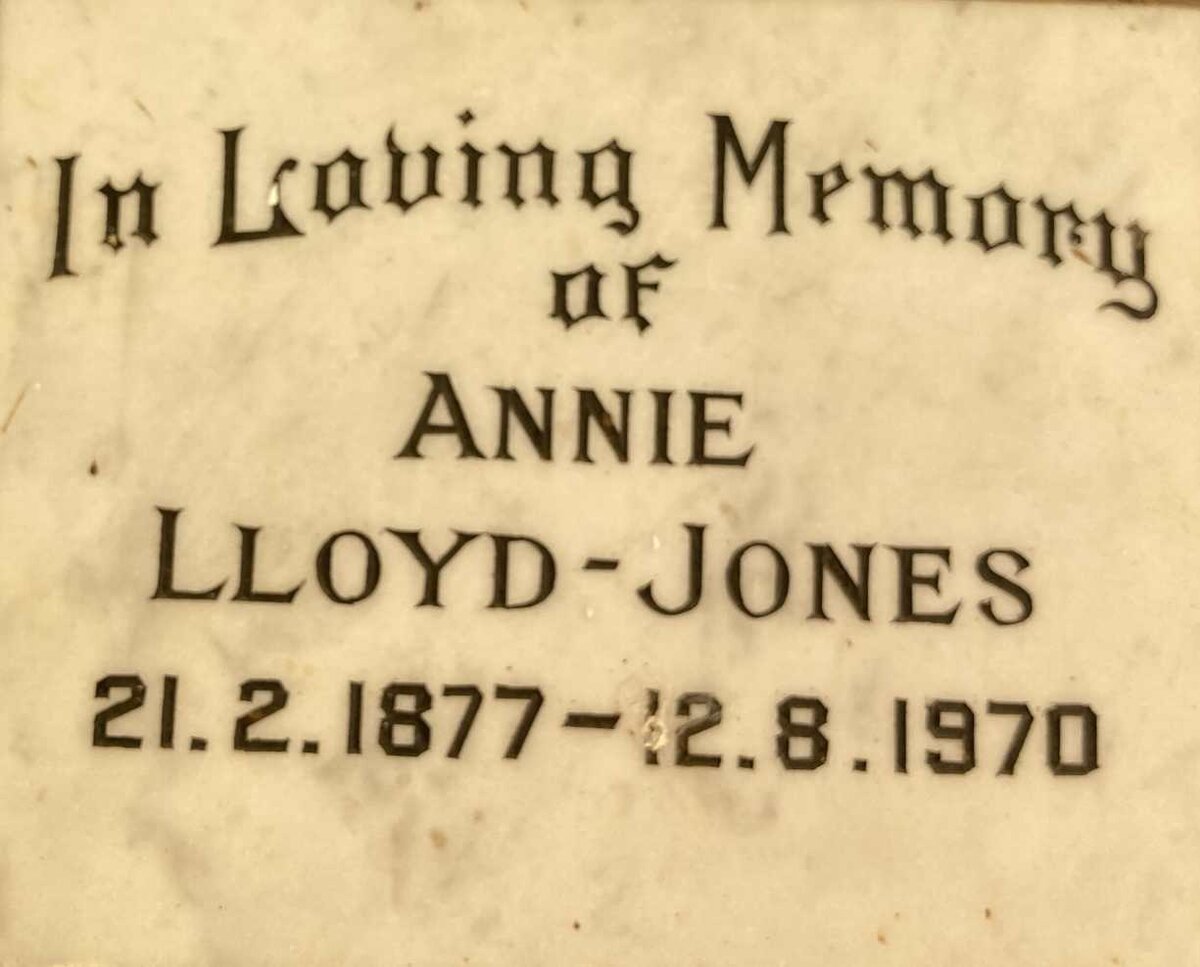 In Loving Memory
of
ANNIE
LLOYD-JONES
21.2.1877-12.8.1970